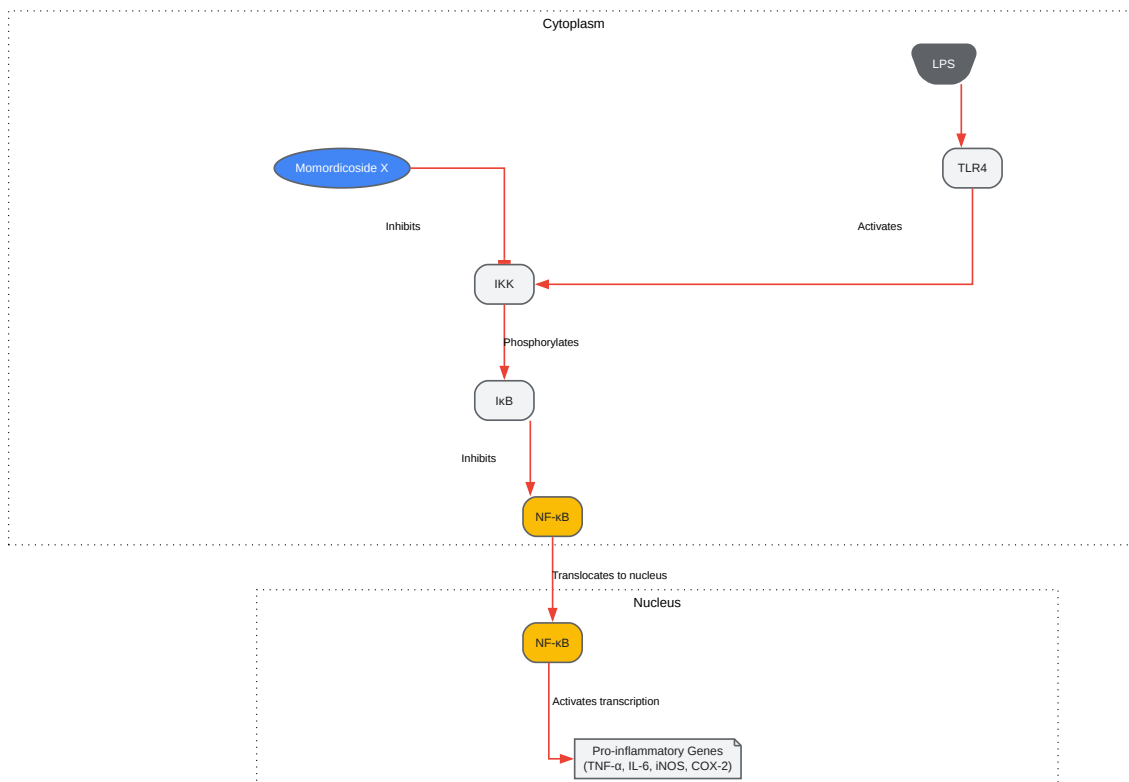 Cytoplasm
LPS
Momordicoside X
TLR4
Inhibits
Activates
IKK
Phosphorylates
IκB
Inhibits
NF-κB
Translocates to nucleus
Nucleus
NF-κB
Activates transcription
Pro-inflammatory Genes
(TNF-α, IL-6, iNOS, COX-2)